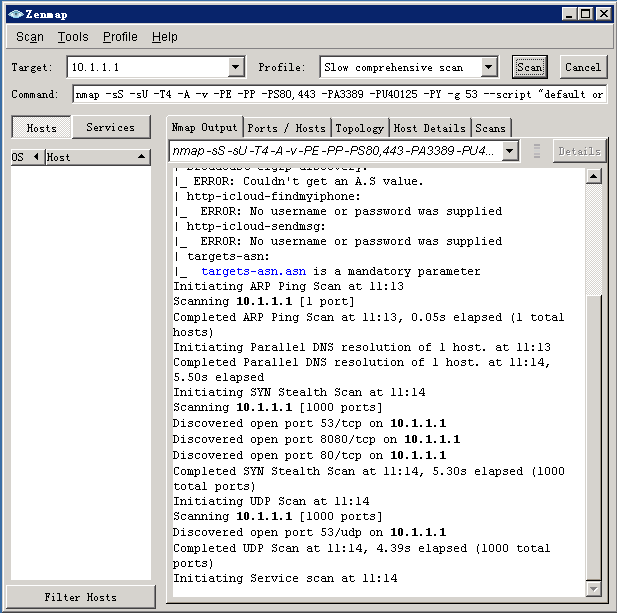 Zenmap
Scan Tools Profile Help
Target: 10.1.1.1 Profile: Slow comprehensive scan Scan Cancel
Command: nmap -sS -sU -T4 -A -v -PE -PP -PS80,443 -PA3389 -PU40125 -PY -g 53 --script "default or
Hosts Services Nmap Output Ports / Hosts Topology Host Details Scans
OS Host nmap -sS -sU -T4 -A -v -PE -PP -PS80,443 -PA3389 -PU4... Details
| broadcast-eigrp-discovery:
|_ ERROR: Couldn't get an A.S value.
| http-icloud-findmyiphone:
|_  ERROR: No username or password was supplied
| http-icloud-sendmsg:
|_  ERROR: No username or password was supplied
| targets-asn:
|_  targets-asn.asn is a mandatory parameter
Initiating ARP Ping Scan at 11:13
Scanning 10.1.1.1 [1 port]
Completed ARP Ping Scan at 11:13, 0.05s elapsed (1 total
hosts)
Initiating Parallel DNS resolution of 1 host. at 11:13
Completed Parallel DNS resolution of 1 host. at 11:14,
5.50s elapsed
Initiating SYN Stealth Scan at 11:14
Scanning 10.1.1.1 [1000 ports]
Discovered open port 53/tcp on 10.1.1.1
Discovered open port 8080/tcp on 10.1.1.1
Discovered open port 80/tcp on 10.1.1.1
Completed SYN Stealth Scan at 11:14, 5.30s elapsed (1000
total ports)
Initiating UDP Scan at 11:14
Scanning 10.1.1.1 [1000 ports]
Discovered open port 53/udp on 10.1.1.1
Completed UDP Scan at 11:14, 4.39s elapsed (1000 total
ports)
Initiating Service scan at 11:14
Filter Hosts